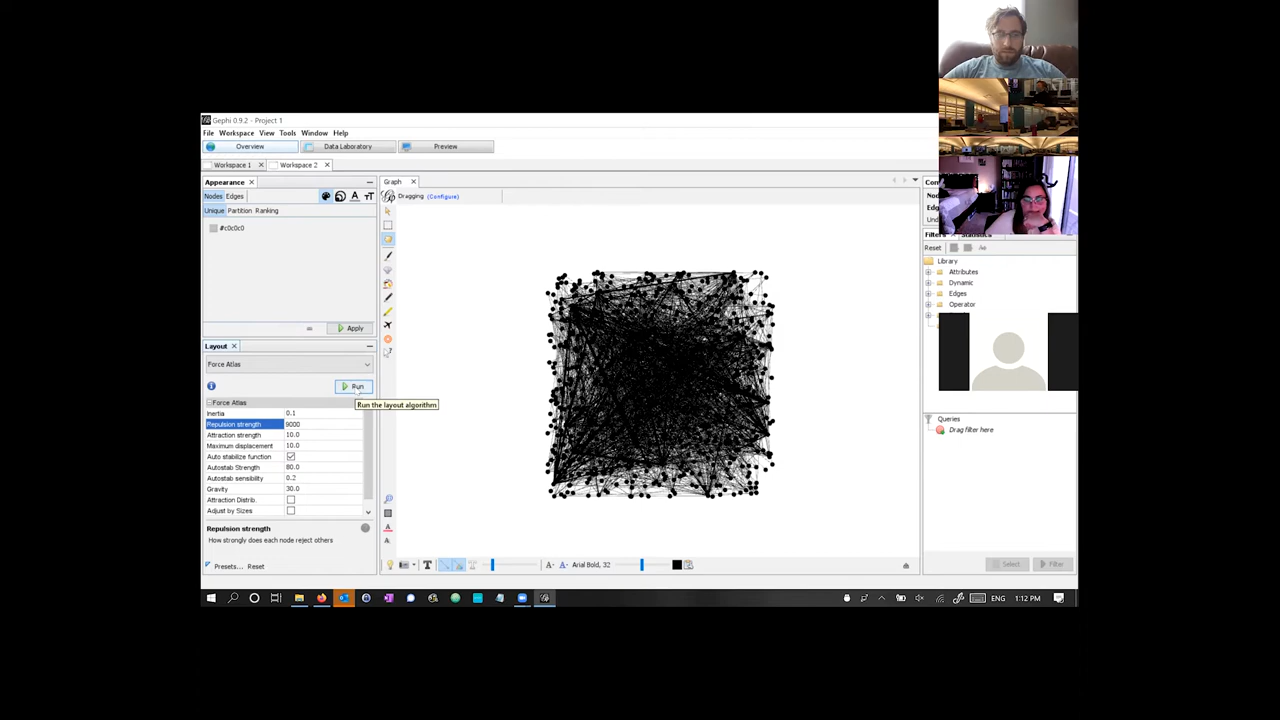 Gephi 0.9.2 - Project 1
File Workspace View Tools Window Help
Overview Data Laboratory Preview
Workspace 1 Workspace 2
Appearance
Nodes Edges
Unique Partition Ranking
#c0c0c0
Apply
Layout
Force Atlas
Run
Run the layout algorithm
Force Atlas
Inertia 0.1
Repulsion strength 9000
Attraction strength 10.0
Maximum displacement 10.0
Auto stabilize function
Autostab Strength 80.0
Autostab sensibility 0.2
Gravity 30.0
Attraction Distrib.
Adjust by Sizes
Repulsion strength
How strongly does each node reject others
Presets... Reset
Graph
Dragging (Configure)
Arial Bold, 32
Filters
Reset
Library
Attributes
Dynamic
Edges
Operator
Queries
Drag filter here
Select Filter
ENG 1:12 PM